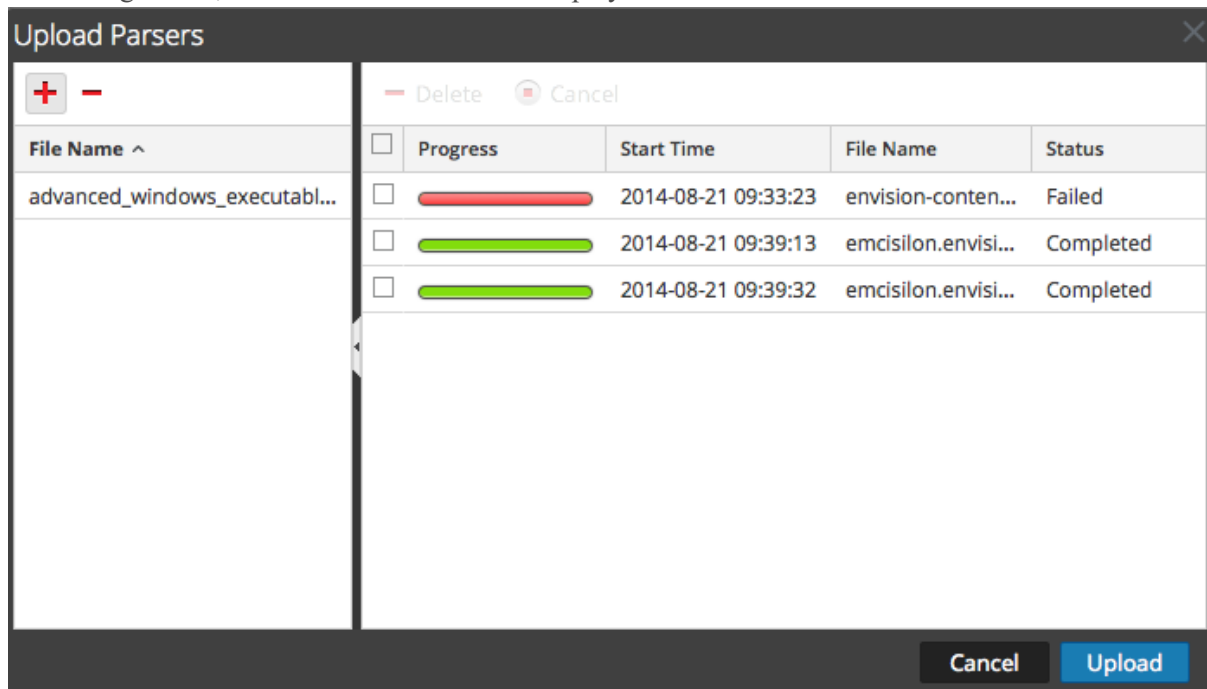 Upload Parsers
Delete Cancel
File Name Progress Start Time File Name Status
advanced_windows_executabl... 2014-08-21 09:33:23 envision-conten... Failed
2014-08-21 09:39:13 emcisilon.envisi... Completed
2014-08-21 09:39:32 emcisilon.envisi... Completed
Cancel Upload